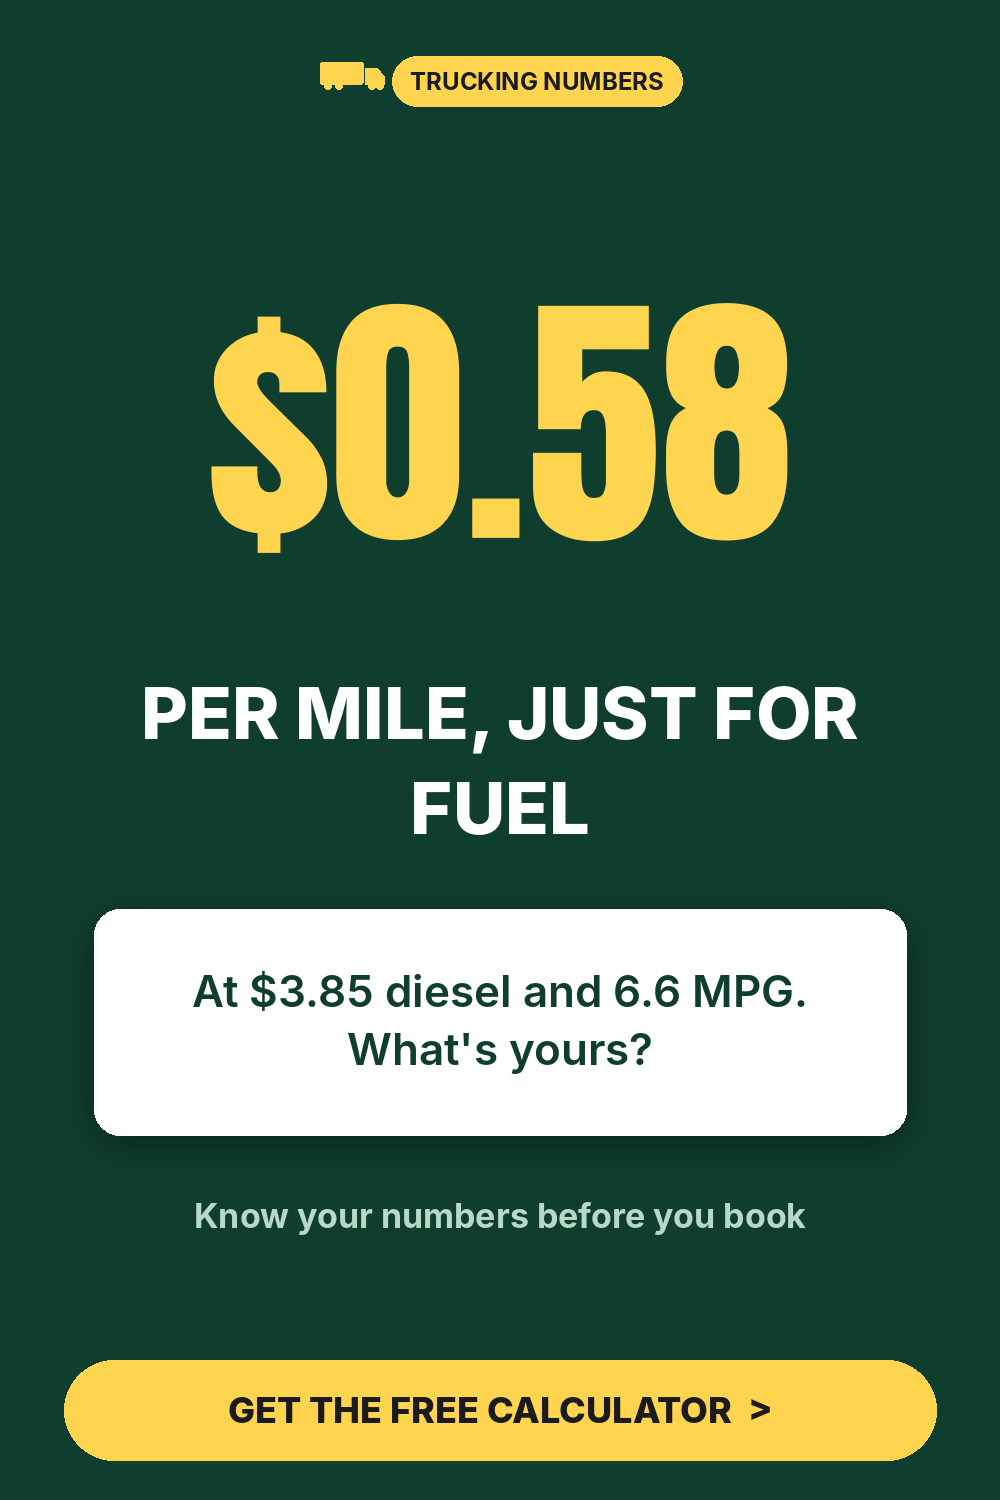 TRUCKING NUMBERS
$0.58
PER MILE, JUST FOR
FUEL
At $3.85 diesel and 6.6 MPG.
What's yours?
Know your numbers before you book
GET THE FREE CALCULATOR >